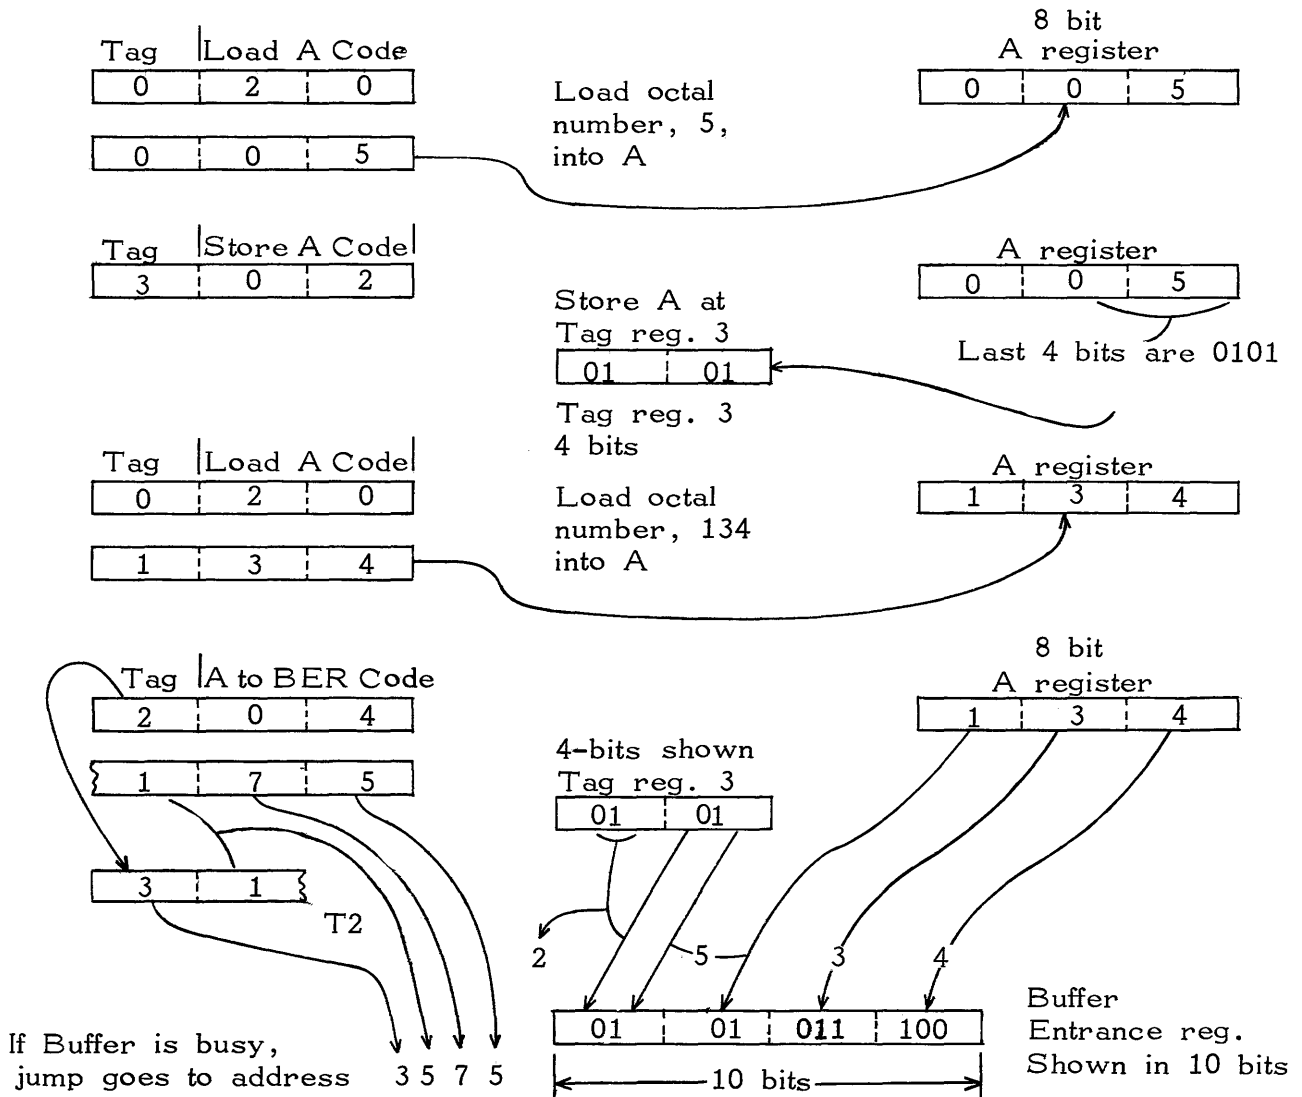 8 bit
Tag |Load A Code
A register
0 2 0
0 0 5
Load octal
number, 5,
into A
0 0 5
Tag |Store A Code|
A register
3 0 2
0 0 5
Store A at
Tag reg. 3
Last 4 bits are 0101
01 01
Tag reg. 3
4 bits
Tag |Load A Code|
A register
0 2 0
1 3 4
Load octal
number, 134
into A
1 3 4
8 bit
Tag |A to BER Code
A register
2 0 4
1 3 4
4-bits shown
Tag reg. 3
1 7 5
01 01
3 1
T2
2 5 3 4
01 01 011 100
Buffer
Entrance reg.
Shown in 10 bits
If Buffer is busy,
jump goes to address 3 5 7 5
10 bits